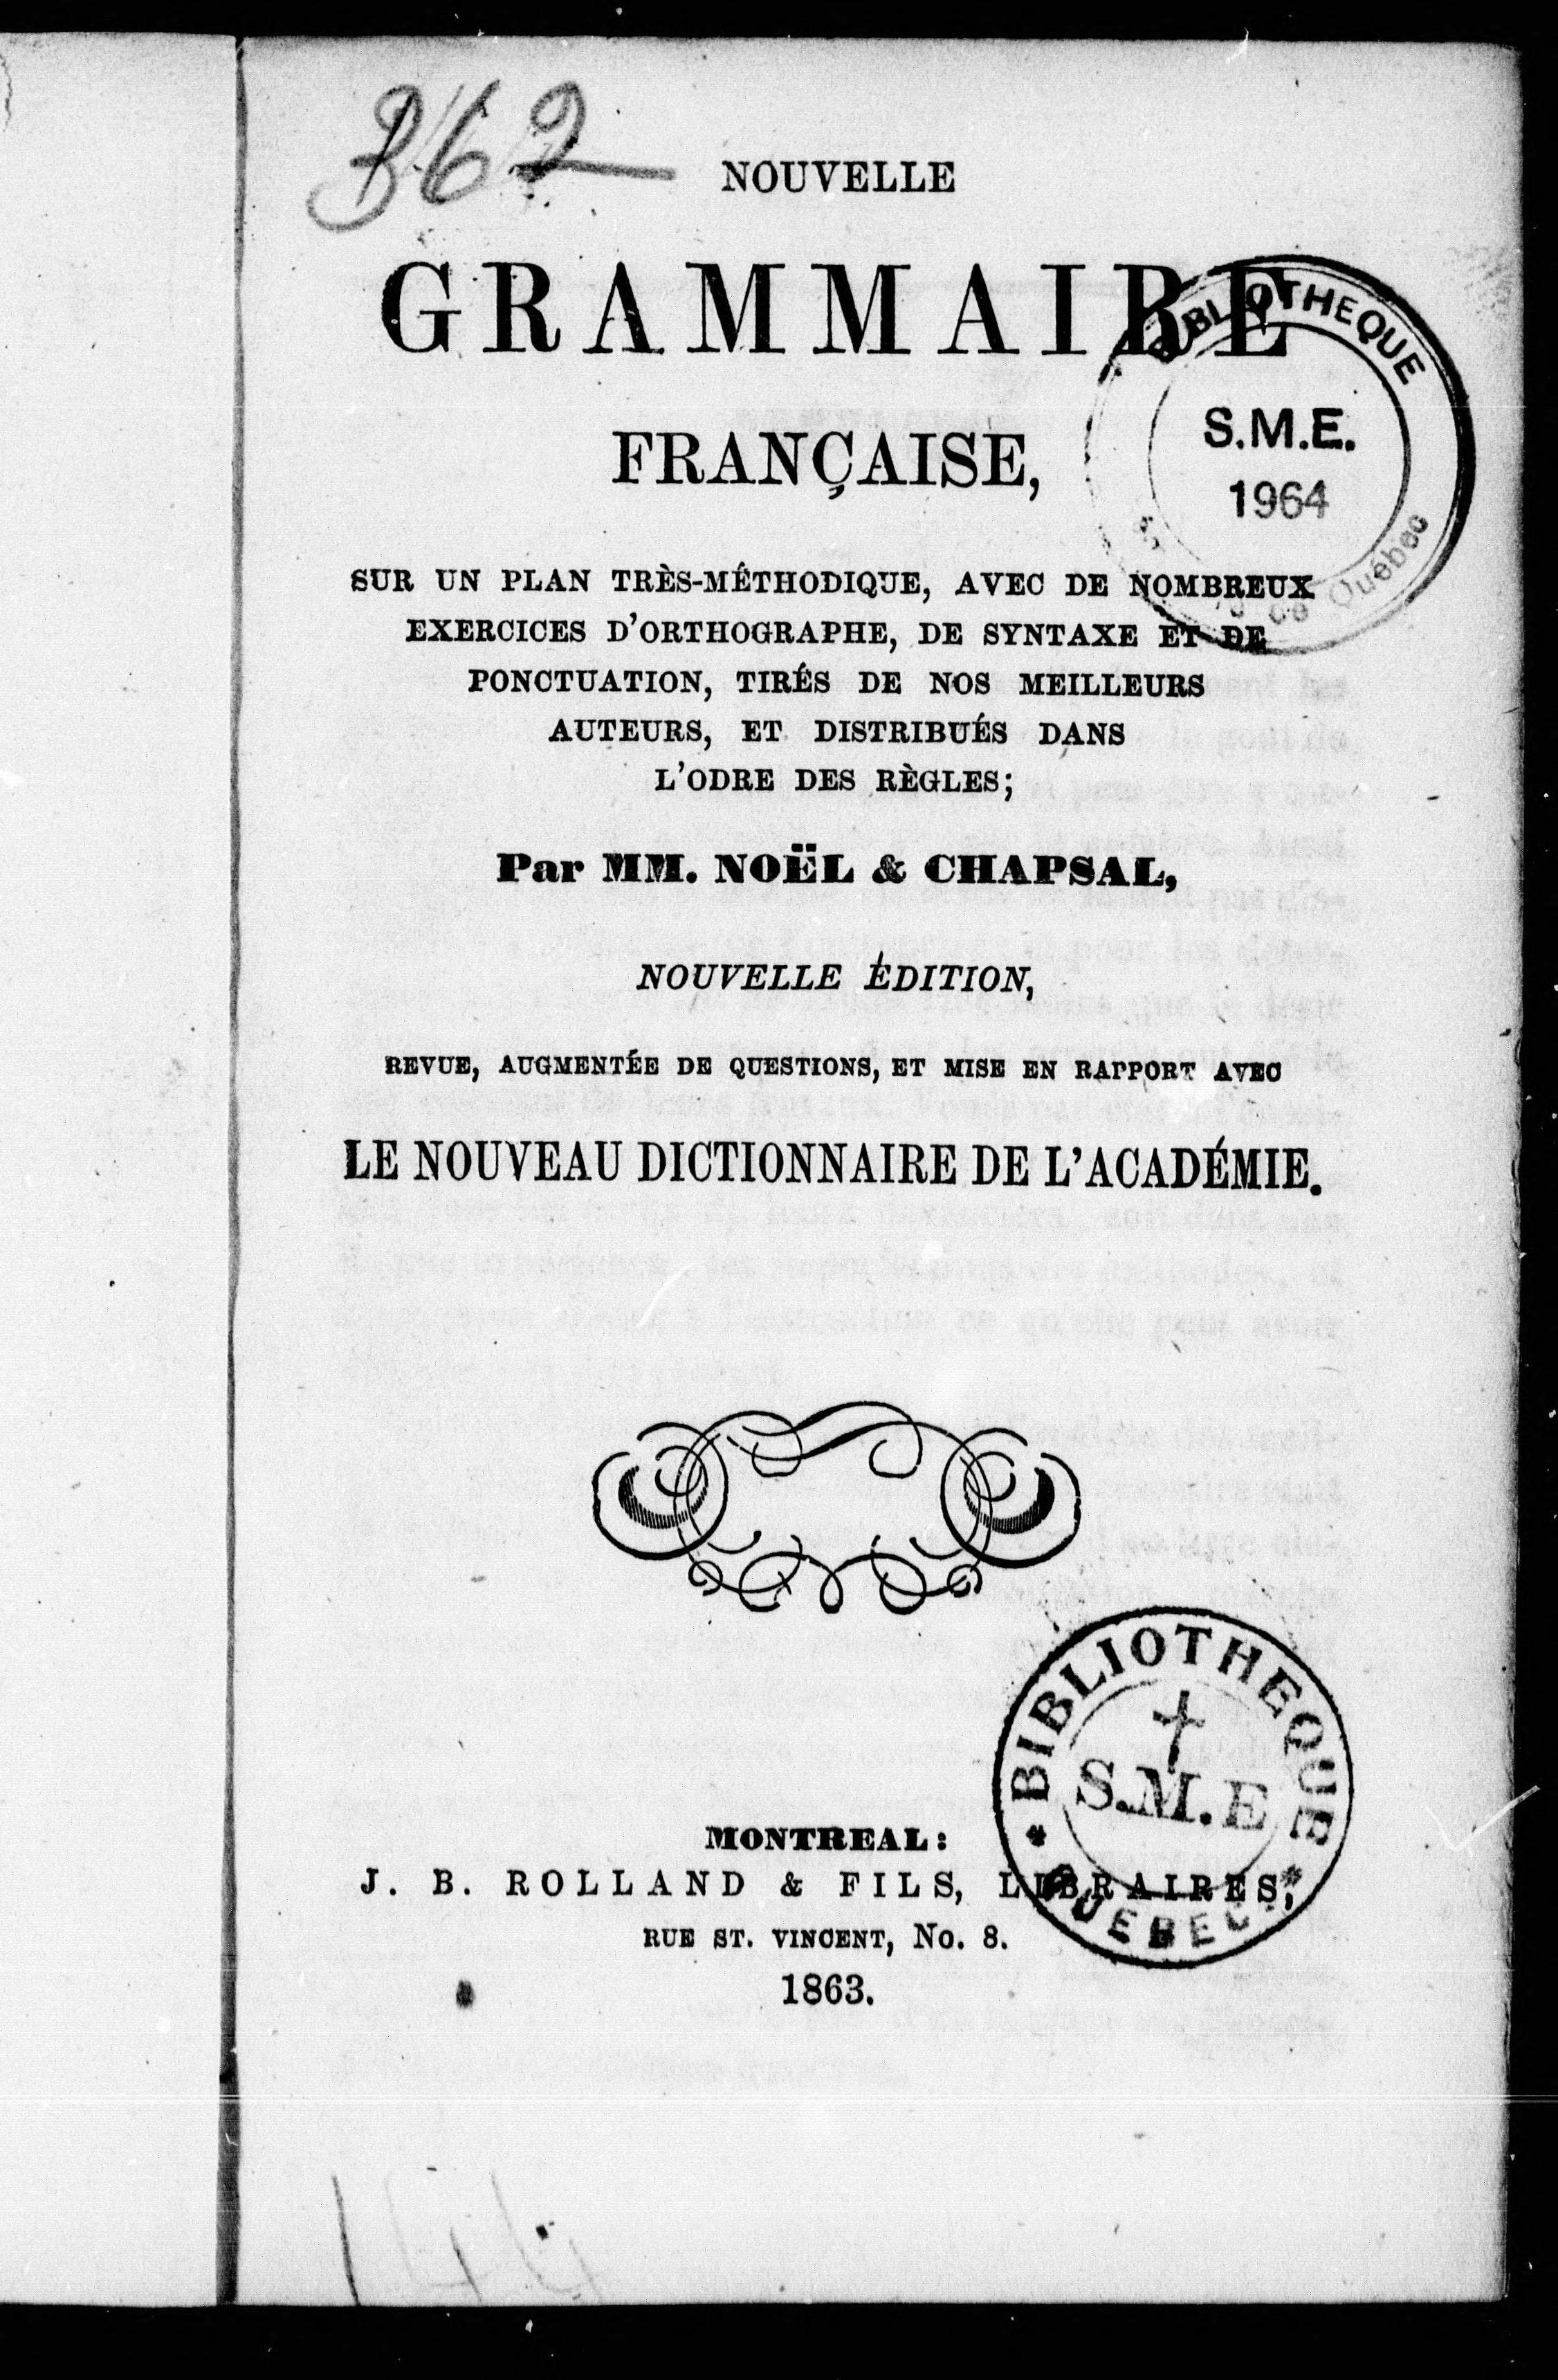 362
NOUVELLE
GRAMMAIRE
FRANÇAISE,
BIBLIOTHEQUE
S.M.E.
1964
de Québec
SUR UN PLAN TRÈS-MÉTHODIQUE, AVEC DE NOMBREUX
EXERCICES D'ORTHOGRAPHE, DE SYNTAXE ET DE
PONCTUATION, TIRÉS DE NOS MEILLEURS
AUTEURS, ET DISTRIBUÉS DANS
L'ODRE DES RÈGLES;
Par MM. NOËL & CHAPSAL,
NOUVELLE ÉDITION,
REVUE, AUGMENTÉE DE QUESTIONS, ET MISE EN RAPPORT AVEC
LE NOUVEAU DICTIONNAIRE DE L'ACADÉMIE.
BIBLIOTHEQUE
S.M.E
QUEBEC
MONTREAL:
J. B. ROLLAND & FILS, LIBRAIRES,
RUE ST. VINCENT, No. 8.
1863.